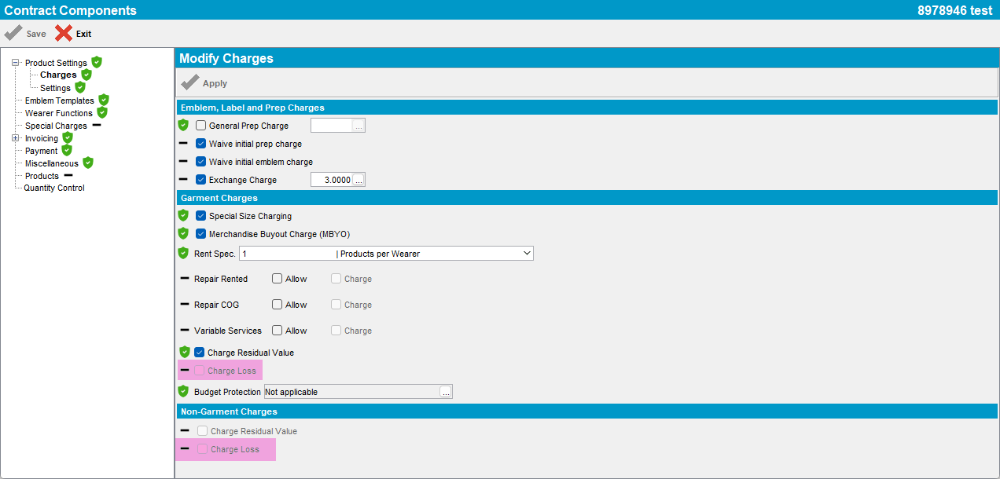 Contract Components 8978946 test
Save Exit
Product Settings
Charges
Settings
Emblem Templates
Wearer Functions
Special Charges
Invoicing
Payment
Miscellaneous
Products
Quantity Control
Modify Charges
Apply
Emblem, Label and Prep Charges
General Prep Charge ...
Waive initial prep charge
Waive initial emblem charge
Exchange Charge 3.0000 ...
Garment Charges
Special Size Charging
Merchandise Buyout Charge (MBYO)
Rent Spec. 1 | Products per Wearer
Repair Rented Allow Charge
Repair COG Allow Charge
Variable Services Allow Charge
Charge Residual Value
Charge Loss
Budget Protection Not applicable ...
Non-Garment Charges
Charge Residual Value
Charge Loss